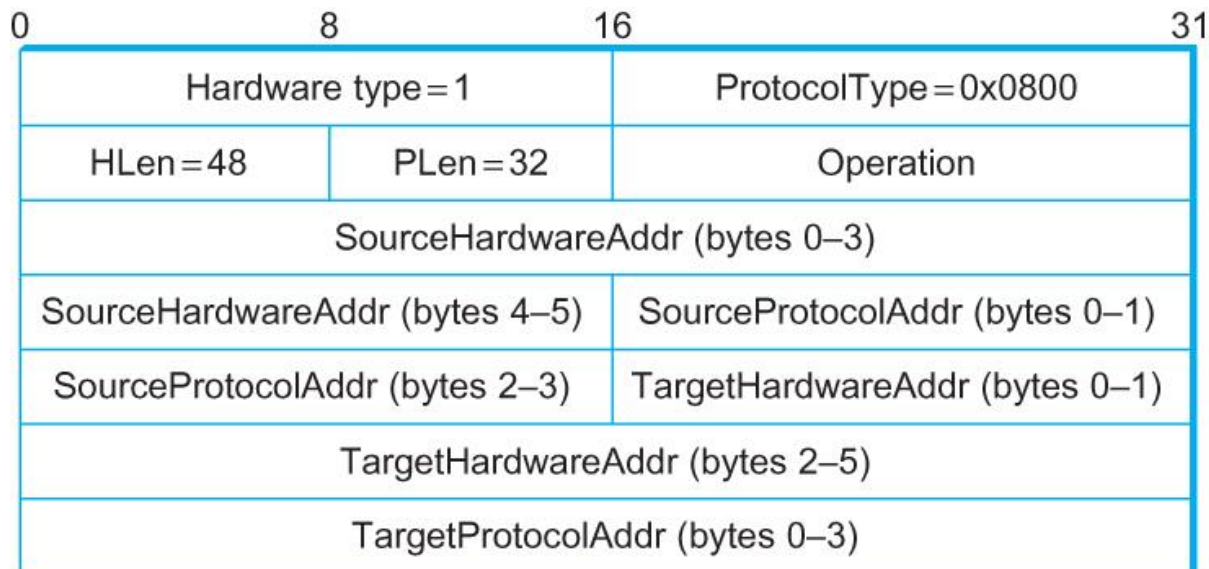 0 8 16 31
Hardware type=1 ProtocolType=0x0800
HLen=48 PLen=32 Operation
SourceHardwareAddr (bytes 0–3)
SourceHardwareAddr (bytes 4–5) SourceProtocolAddr (bytes 0–1)
SourceProtocolAddr (bytes 2–3) TargetHardwareAddr (bytes 0–1)
TargetHardwareAddr (bytes 2–5)
TargetProtocolAddr (bytes 0–3)